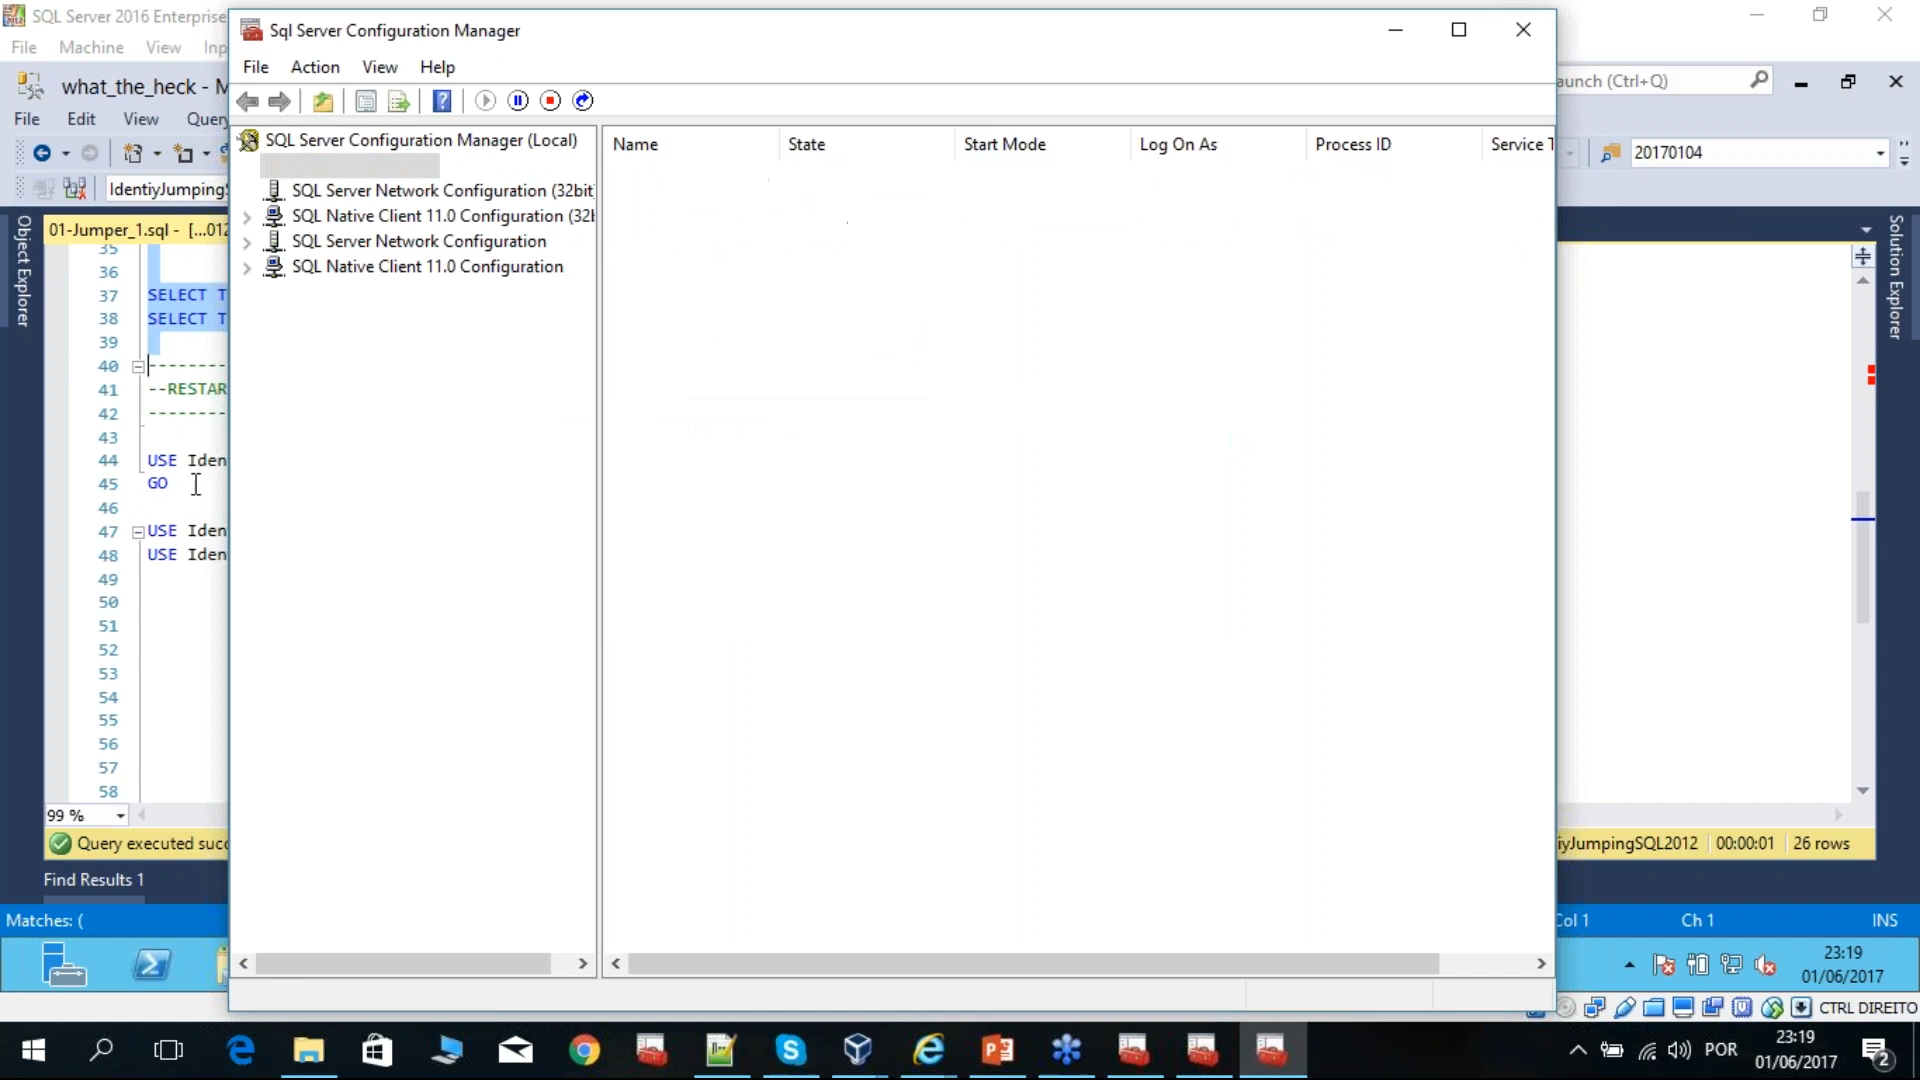 SQL Server 2016 Enterprise
File Machine View Inp
what_the_heck - M
aunch (Ctrl+Q)
File Edit View Query
20170104
IdentiyJumpingS
01-Jumper_1.sql - [...012
Object Explorer
Solution Explorer
35
36
37 SELECT T
38 SELECT T
39
40 --------
41 --RESTAR
42 --------
43
44 USE Iden
45 GO
46
47 USE Iden
48 USE Iden
49
50
51
52
53
54
55
56
57
58
99 %
Query executed succ
iyJumpingSQL2012 00:00:01 26 rows
Find Results 1
Matches: (
Col 1 Ch 1 INS
Sql Server Configuration Manager
File Action View Help
SQL Server Configuration Manager (Local)
SQL Server Network Configuration (32bit
SQL Native Client 11.0 Configuration (32b
SQL Server Network Configuration
SQL Native Client 11.0 Configuration
Name State Start Mode Log On As Process ID Service T
23:19
01/06/2017
CTRL DIREITO
POR
23:19
01/06/2017
2